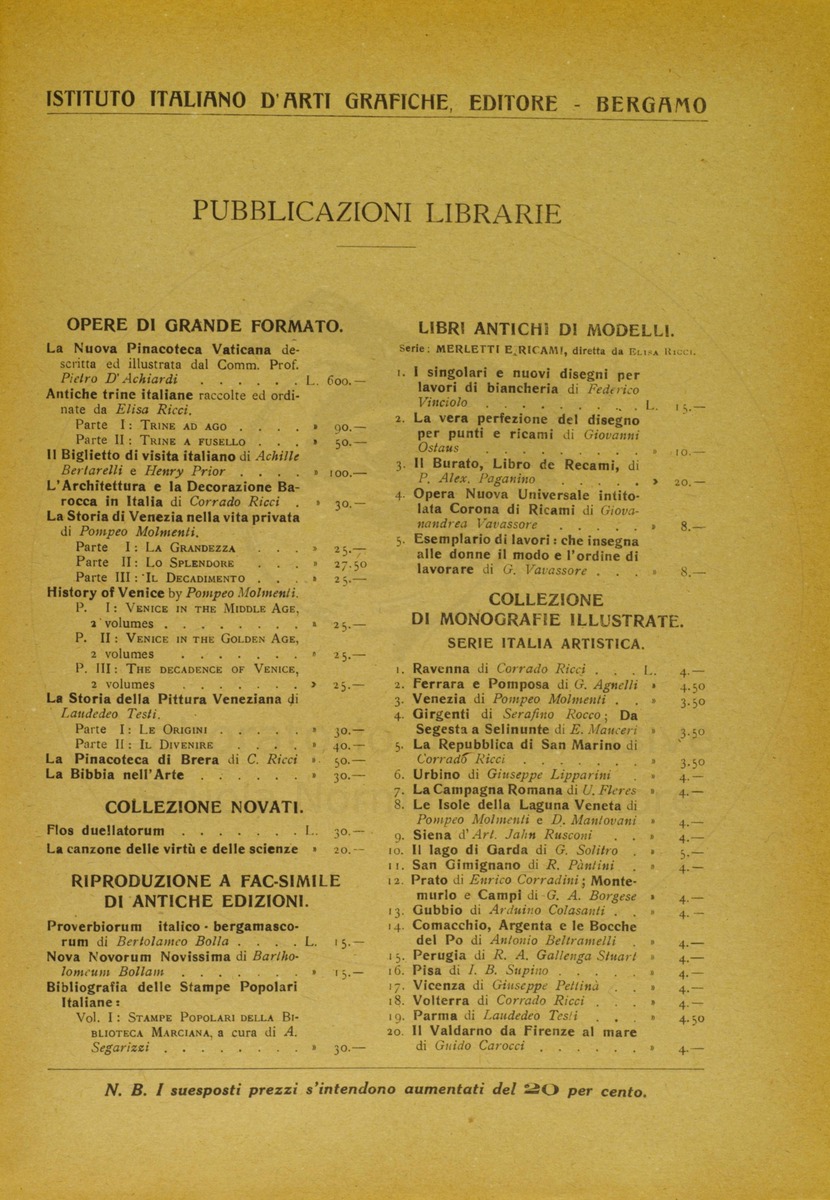 ISTITUTO ITALIANO D'ARTI GRAFICHE, EDITORE - BERGAMO
PUBBLICAZIONI LIBRARIE
OPERE DI GRANDE FORMATO.
La Nuova Pinacoteca Vaticana de-
scritta ed illustrata dal Comm. Prof.
Pietro D'Achiardi . . . . . . L. 600.—
Antiche trine italiane raccolte ed ordi-
nate da Elisa Ricci.
Parte I: TRINE AD AGO . . . . » 90.—
Parte II: TRINE A FUSELLO . . . » 50.—
Il Biglietto di visita italiano di Achille
Bertarelli e Henry Prior . . . . » 100.—
L'Architettura e la Decorazione Ba-
rocca in Italia di Corrado Ricci . » 30.—
La Storia di Venezia nella vita privata
di Pompeo Molmenti.
Parte I: LA GRANDEZZA . . . » 25.—
Parte II: LO SPLENDORE . . . » 27.50
Parte III: IL DECADIMENTO . . . » 25.—
History of Venice by Pompeo Molmenti.
P. I: VENICE IN THE MIDDLE AGE,
2 volumes . . . . . . . . » 25.—
P. II: VENICE IN THE GOLDEN AGE,
2 volumes . . . . . . . » 25.—
P. III: THE DECADENCE OF VENICE,
2 volumes . . . . . . . » 25.—
La Storia della Pittura Veneziana di
Laudedeo Testi.
Parte I: LE ORIGINI . . . . . » 30.—
Parte II: IL DIVENIRE . . . . » 40.—
La Pinacoteca di Brera di C. Ricci » 50.—
La Bibbia nell'Arte . . . . . . » 30.—
COLLEZIONE NOVATI.
Flos duellatorum . . . . . . . L. 30.—
La canzone delle virtù e delle scienze » 20.—
RIPRODUZIONE A FAC-SIMILE
DI ANTICHE EDIZIONI.
Proverbiorum italico-bergamasco-
rum di Bertolameo Bolla . . . . L. 15.—
Nova Novorum Novissima di Bartho-
lomeum Bollam . . . . . . . » 15.—
Bibliografia delle Stampe Popolari
Italiane:
Vol. I: STAMPE POPOLARI DELLA BI-
BLIOTECA MARCIANA, a cura di A.
Segarizzi . . . . . . . . » 30.—
LIBRI ANTICHI DI MODELLI.
Serie: MERLETTI E RICAMI, diretta da ELISA RICCI.
1. I singolari e nuovi disegni per
lavori di biancheria di Federico
Vinciolo . . . . . . . . L. 15.—
2. La vera perfezione del disegno
per punti e ricami di Giovanni
Ostaus . . . . . . . . . » 10.—
3. Il Burato, Libro de Recami, di
P. Alex. Paganino . . . . . » 20.—
4. Opera Nuova Universale intito-
lata Corona di Ricami di Giova-
nandrea Vavassore . . . . . » 8.—
5. Esemplario di lavori: che insegna
alle donne il modo e l'ordine di
lavorare di G. Vavassore . . . » 8.—
COLLEZIONE
DI MONOGRAFIE ILLUSTRATE.
SERIE ITALIA ARTISTICA.
1. Ravenna di Corrado Ricci . . . L. 4.—
2. Ferrara e Pomposa di G. Agnelli » 4.50
3. Venezia di Pompeo Molmenti . . » 3.50
4. Girgenti di Serafino Rocco; Da
Segesta a Selinunte di E. Mauceri » 3.50
5. La Repubblica di San Marino di
Corrado Ricci . . . . . . . » 3.50
6. Urbino di Giuseppe Lipparini . » 4.—
7. La Campagna Romana di U. Fleres » 4.—
8. Le Isole della Laguna Veneta di
Pompeo Molmenti e D. Mantovani » 4.—
9. Siena d'Art. Jahn Rusconi . » 4.—
10. Il lago di Garda di G. Solitro . » 5.—
11. San Gimignano di R. Pàntini . » 4.—
12. Prato di Enrico Corradini; Monte-
murlo e Campi di G. A. Borgese » 4.—
13. Gubbio di Arduino Colasanti . . » 4.—
14. Comacchio, Argenta e le Bocche
del Po di Antonio Beltramelli . » 4.—
15. Perugia di R. A. Gallenga Stuart » 4.—
16. Pisa di I. B. Supino . . . . » 4.—
17. Vicenza di Giuseppe Pettinà . . » 4.—
18. Volterra di Corrado Ricci . . . » 4.—
19. Parma di Laudedeo Testi . . . » 4.50
20. Il Valdarno da Firenze al mare
di Guido Carocci . . . . . . » 4.—
N. B. I suesposti prezzi s'intendono aumentati del 20 per cento.